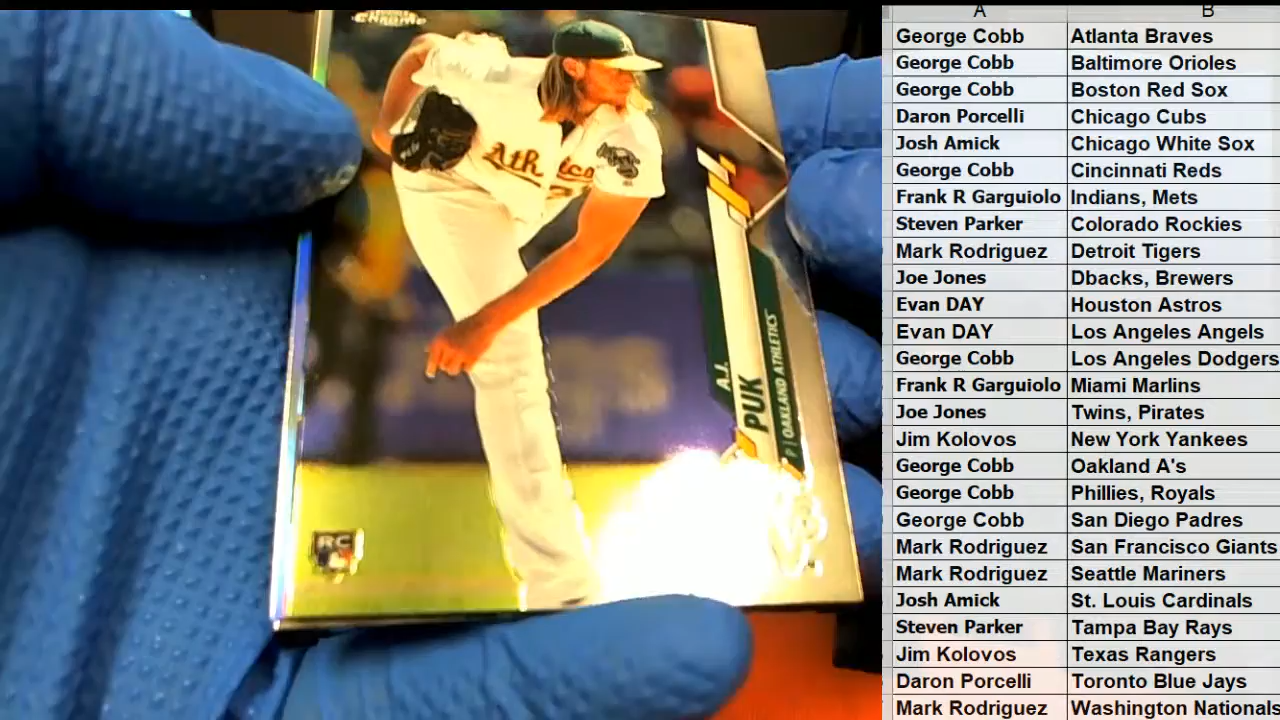 CHROME
Ath tics
A.J.
PUK
P | OAKLAND ATHLETICS
RC
A B
George Cobb Atlanta Braves
George Cobb Baltimore Orioles
George Cobb Boston Red Sox
Daron Porcelli Chicago Cubs
Josh Amick Chicago White Sox
George Cobb Cincinnati Reds
Frank R Garguiolo Indians, Mets
Steven Parker Colorado Rockies
Mark Rodriguez Detroit Tigers
Joe Jones Dbacks, Brewers
Evan DAY Houston Astros
Evan DAY Los Angeles Angels
George Cobb Los Angeles Dodgers
Frank R Garguiolo Miami Marlins
Joe Jones Twins, Pirates
Jim Kolovos New York Yankees
George Cobb Oakland A's
George Cobb Phillies, Royals
George Cobb San Diego Padres
Mark Rodriguez San Francisco Giants
Mark Rodriguez Seattle Mariners
Josh Amick St. Louis Cardinals
Steven Parker Tampa Bay Rays
Jim Kolovos Texas Rangers
Daron Porcelli Toronto Blue Jays
Mark Rodriguez Washington Nationals